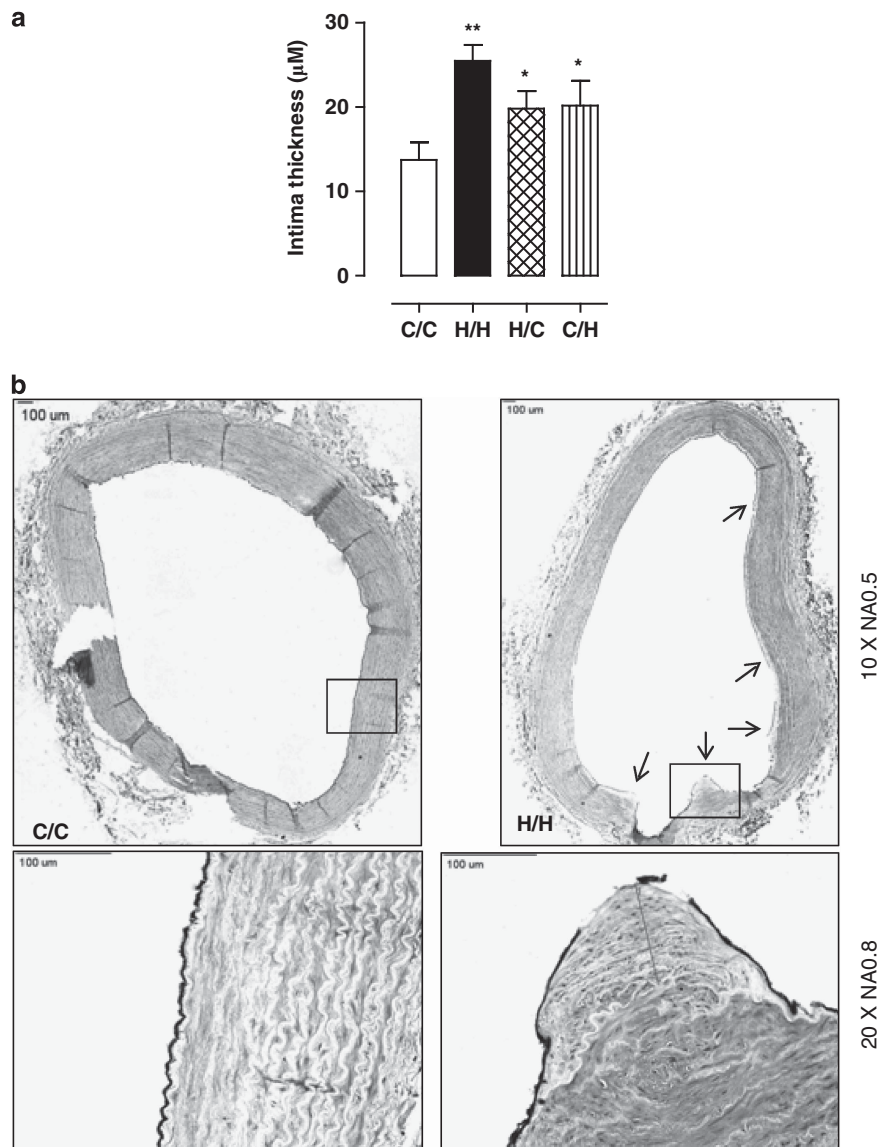 a
Intima thickness (μM)
30
20
10
0
**
*
*
C/C H/H H/C C/H
b
100 um
C/C
100 um
H/H
10 X NA0.5
100 um
100 um
20 X NA0.8